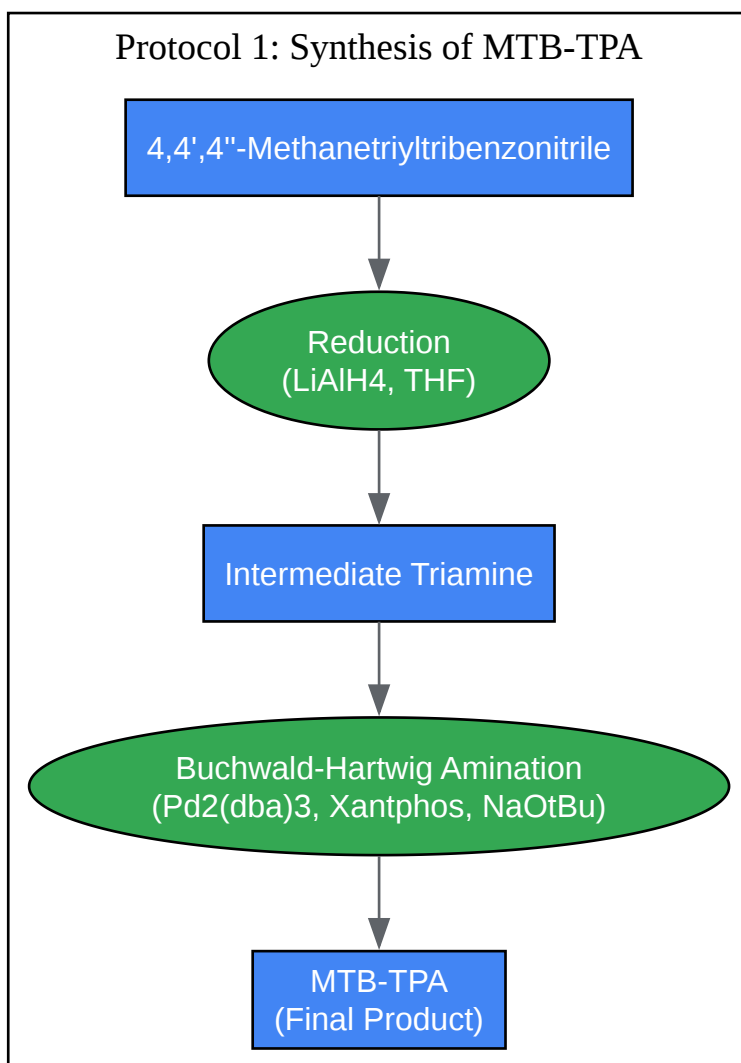 Protocol 1: Synthesis of MTB-TPA
4,4',4''-Methanetriyltribenzonitrile
Reduction
(LiAlH4, THF)
Intermediate Triamine
Buchwald-Hartwig Amination
(Pd2(dba)3, Xantphos, NaOtBu)
MTB-TPA
(Final Product)